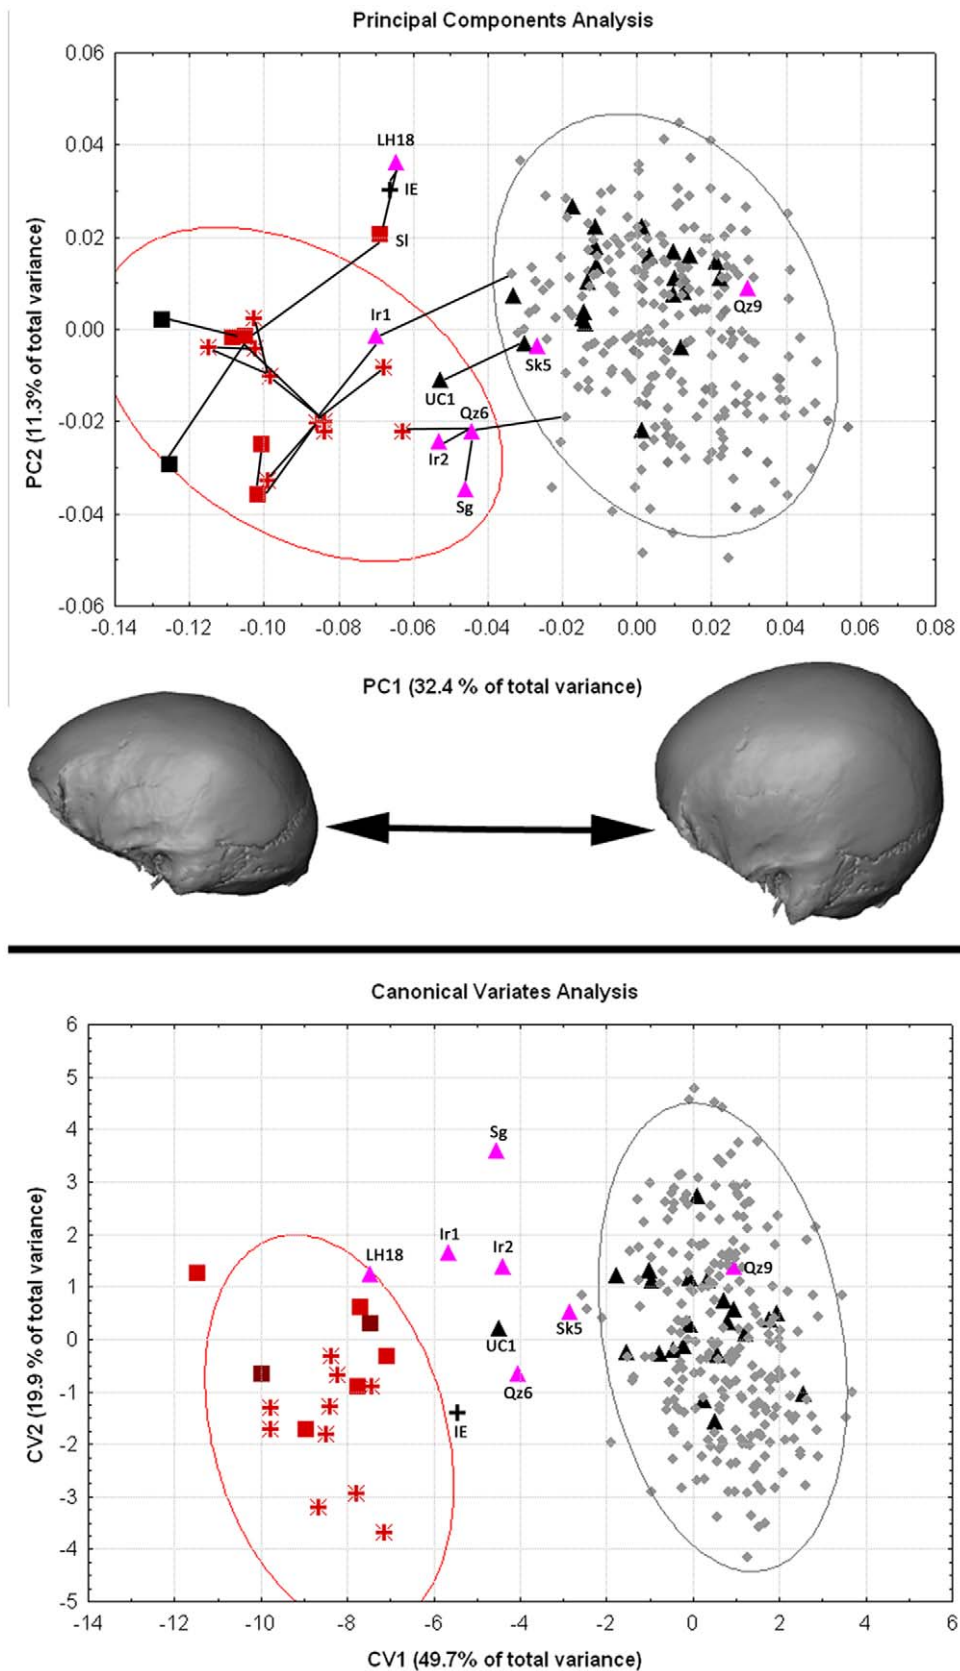 Principal Components Analysis
0.06
0.04
0.02
0.00
-0.02
-0.04
-0.06
PC2 (11.3% of total variance)
LH18
IE
SI
Ir1
Qz9
Sk5
UC1
Qz6
Ir2
Sg
-0.14 -0.12 -0.10 -0.08 -0.06 -0.04 -0.02 0.00 0.02 0.04 0.06 0.08
PC1 (32.4 % of total variance)
Canonical Variates Analysis
6
5
4
3
2
1
0
-1
-2
-3
-4
-5
CV2 (19.9 % of total variance)
Sg
Ir1
Ir2
LH18
Qz9
Sk5
UC1
Qz6
IE
-14 -12 -10 -8 -6 -4 -2 0 2 4 6
CV1 (49.7% of total variance)